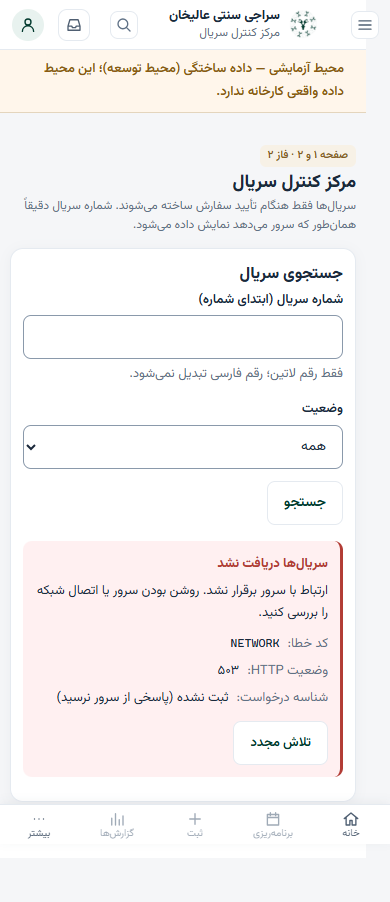 سراجی سنتی عالیخان
مرکز کنترل سریال
محیط آزمایشی — داده ساختگی (محیط توسعه)؛ این محیط
داده واقعی کارخانه ندارد.
صفحه ۱ و ۲ · فاز ۲
مرکز کنترل سریال
سریال‌ها فقط هنگام تأیید سفارش ساخته می‌شوند. شماره سریال دقیقاً
همان‌طور که سرور می‌دهد نمایش داده می‌شود.
جستجوی سریال
شماره سریال (ابتدای شماره)
فقط رقم لاتین؛ رقم فارسی تبدیل نمی‌شود.
وضعیت
همه
جستجو
سریال‌ها دریافت نشد
ارتباط با سرور برقرار نشد. روشن بودن سرور یا اتصال شبکه
را بررسی کنید.
کد خطا: NETWORK
وضعیت HTTP: ۵۰۳
شناسه درخواست: ثبت نشده (پاسخی از سرور نرسید)
تلاش مجدد
خانه
برنامه‌ریزی
ثبت
گزارش‌ها
بیشتر